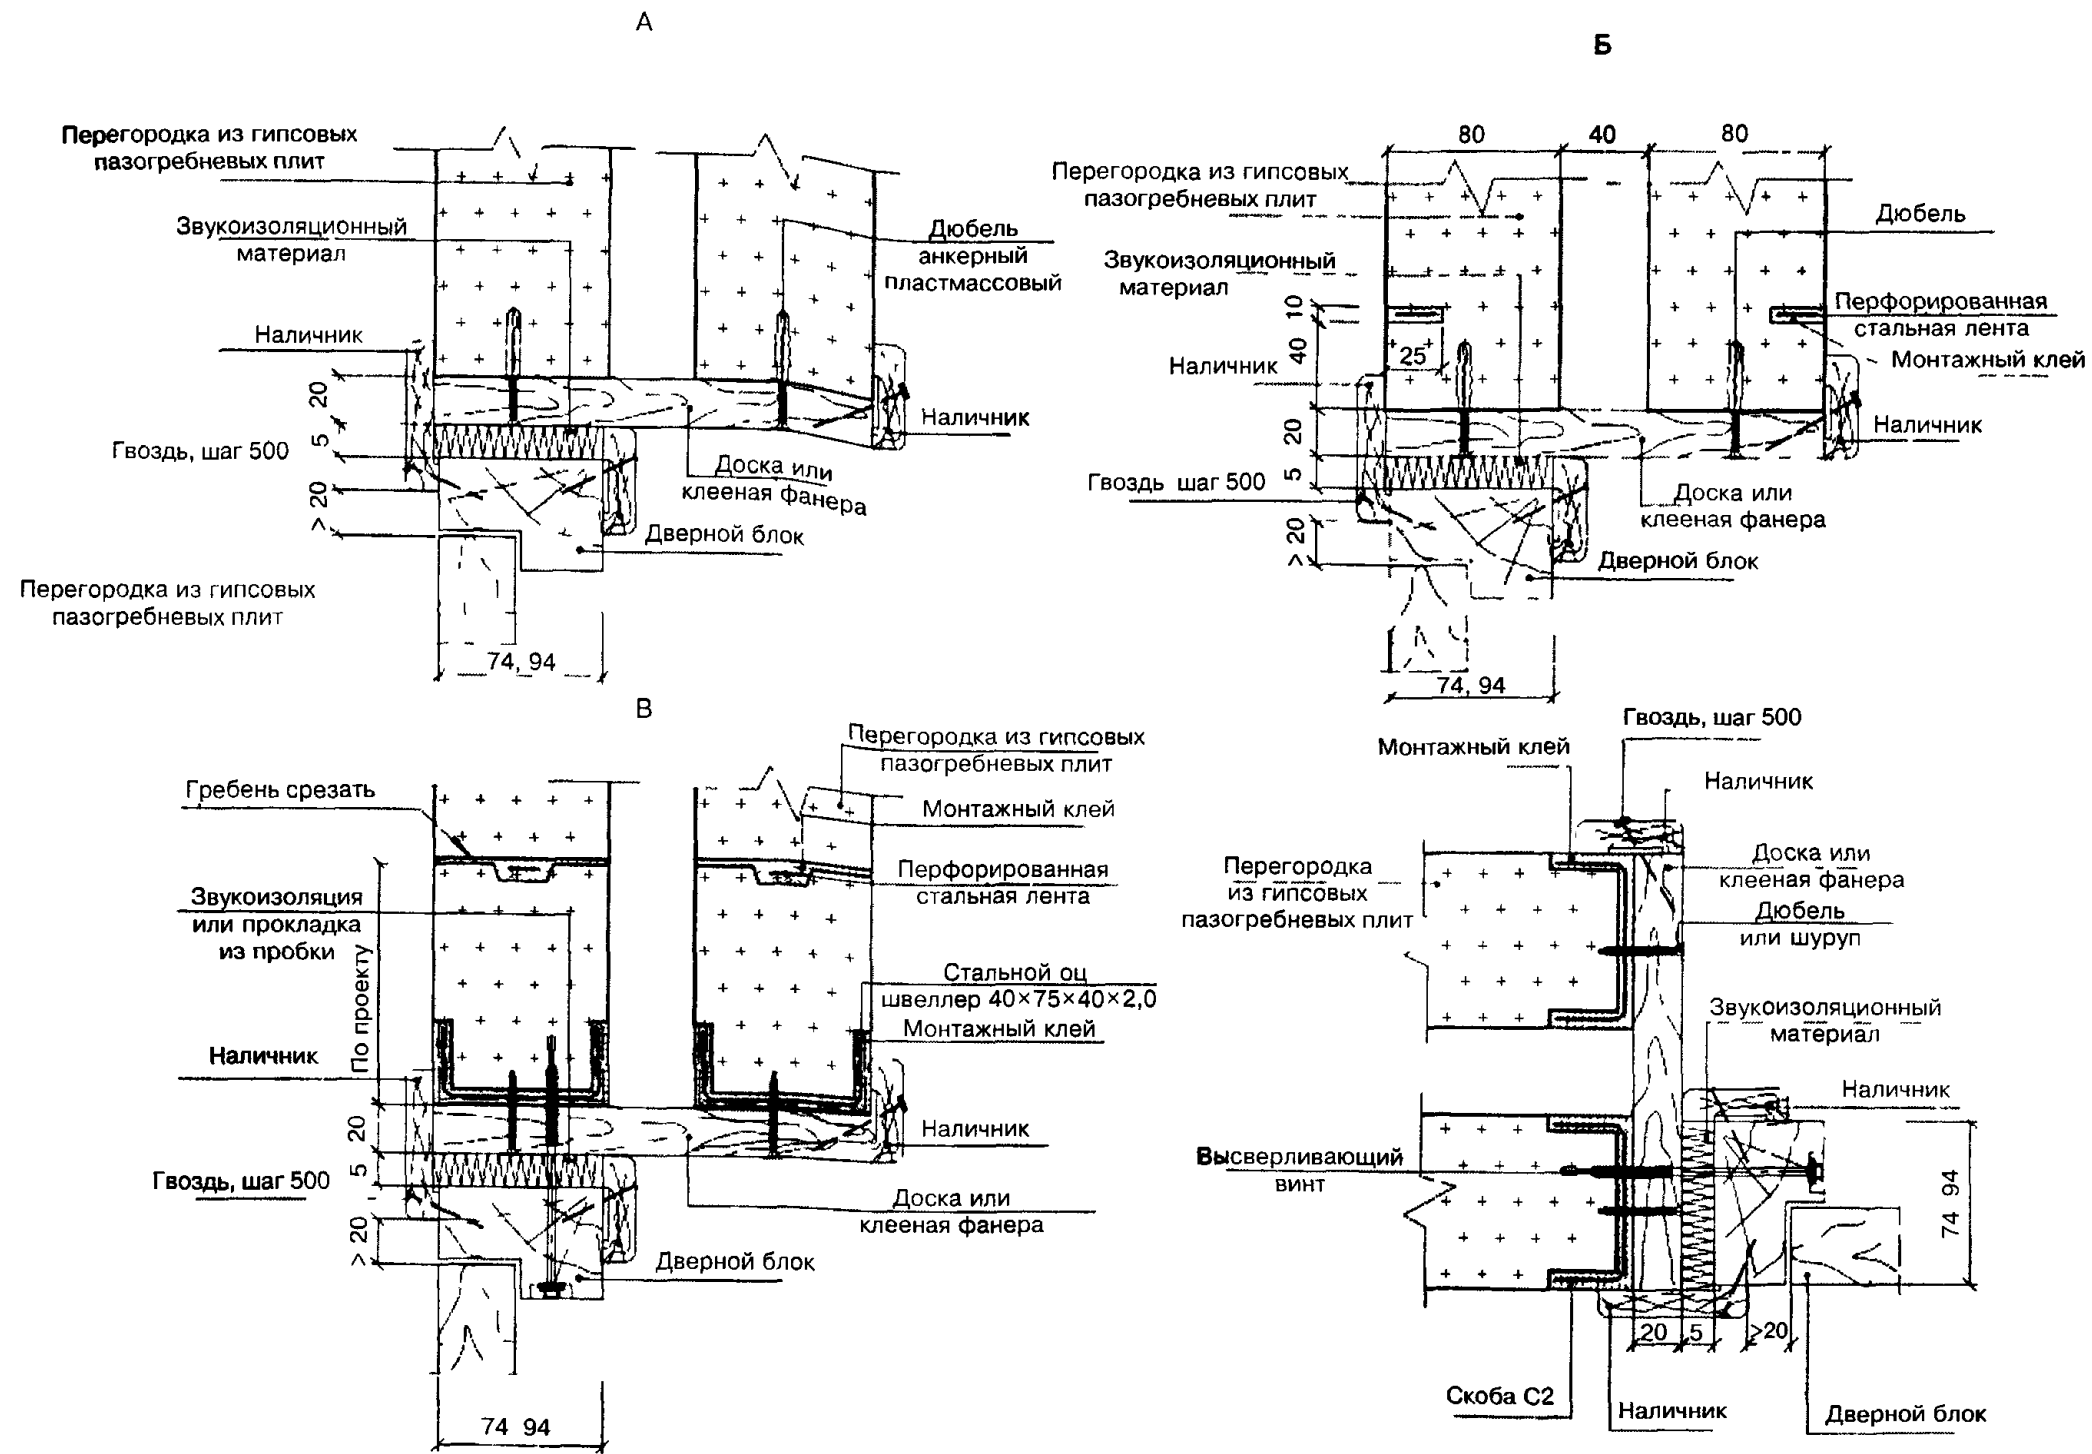 А
Перегородка из гипсовых
пазогребневых плит
Звукоизоляционный
материал
Дюбель
анкерный
пластмассовый
Наличник
20
5
Гвоздь, шаг 500
> 20
Наличник
Доска или
клееная фанера
Дверной блок
Перегородка из гипсовых
пазогребневых плит
74, 94
Б
80
40
80
Перегородка из гипсовых
пазогребневых плит
Дюбель
Звукоизоляционный
материал
10
40
25
Перфорированная
стальная лента
Монтажный клей
Наличник
Наличник
20
5
Гвоздь шаг 500
> 20
Доска или
клееная фанера
Дверной блок
74, 94
В
Перегородка из гипсовых
пазогребневых плит
Гребень срезать
Монтажный клей
Перфорированная
стальная лента
Звукоизоляция
или прокладка
из пробки
По проекту
Стальной оц
швеллер 40×75×40×2,0
Монтажный клей
Наличник
20
5
Наличник
Гвоздь, шаг 500
> 20
Доска или
клееная фанера
Дверной блок
74 94
Гвоздь, шаг 500
Монтажный клей
Наличник
Перегородка
из гипсовых
пазогребневых плит
Доска или
клееная фанера
Дюбель
или шуруп
Звукоизоляционный
материал
Наличник
Высверливающий
винт
74 94
20
5
>20
Скоба С2
Наличник
Дверной блок